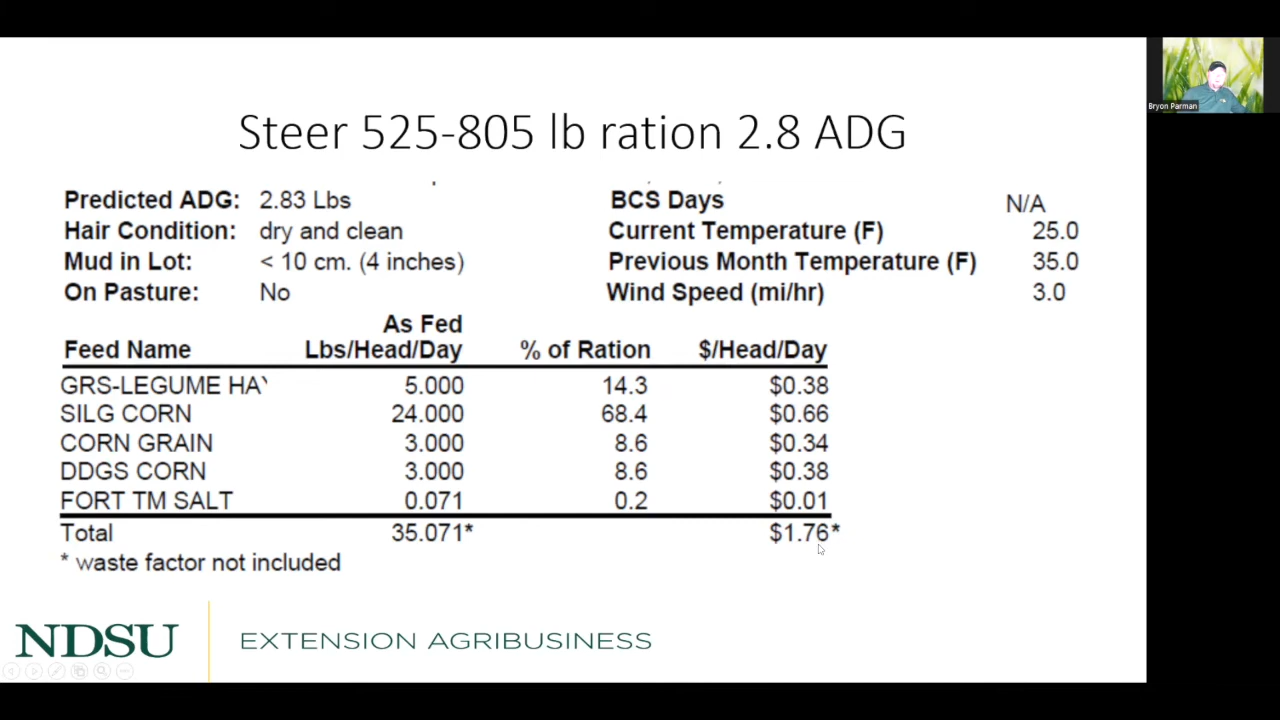 Bryon Parman
Steer 525-805 lb ration 2.8 ADG
Predicted ADG: 2.83 Lbs BCS Days N/A
Hair Condition: dry and clean Current Temperature (F) 25.0
Mud in Lot: < 10 cm. (4 inches) Previous Month Temperature (F) 35.0
On Pasture: No Wind Speed (mi/hr) 3.0
As Fed
Feed Name Lbs/Head/Day % of Ration $/Head/Day
GRS-LEGUME HAY 5.000 14.3 $0.38
SILG CORN 24.000 68.4 $0.66
CORN GRAIN 3.000 8.6 $0.34
DDGS CORN 3.000 8.6 $0.38
FORT TM SALT 0.071 0.2 $0.01
Total 35.071* $1.76*
* waste factor not included
NDSU EXTENSION AGRIBUSINESS